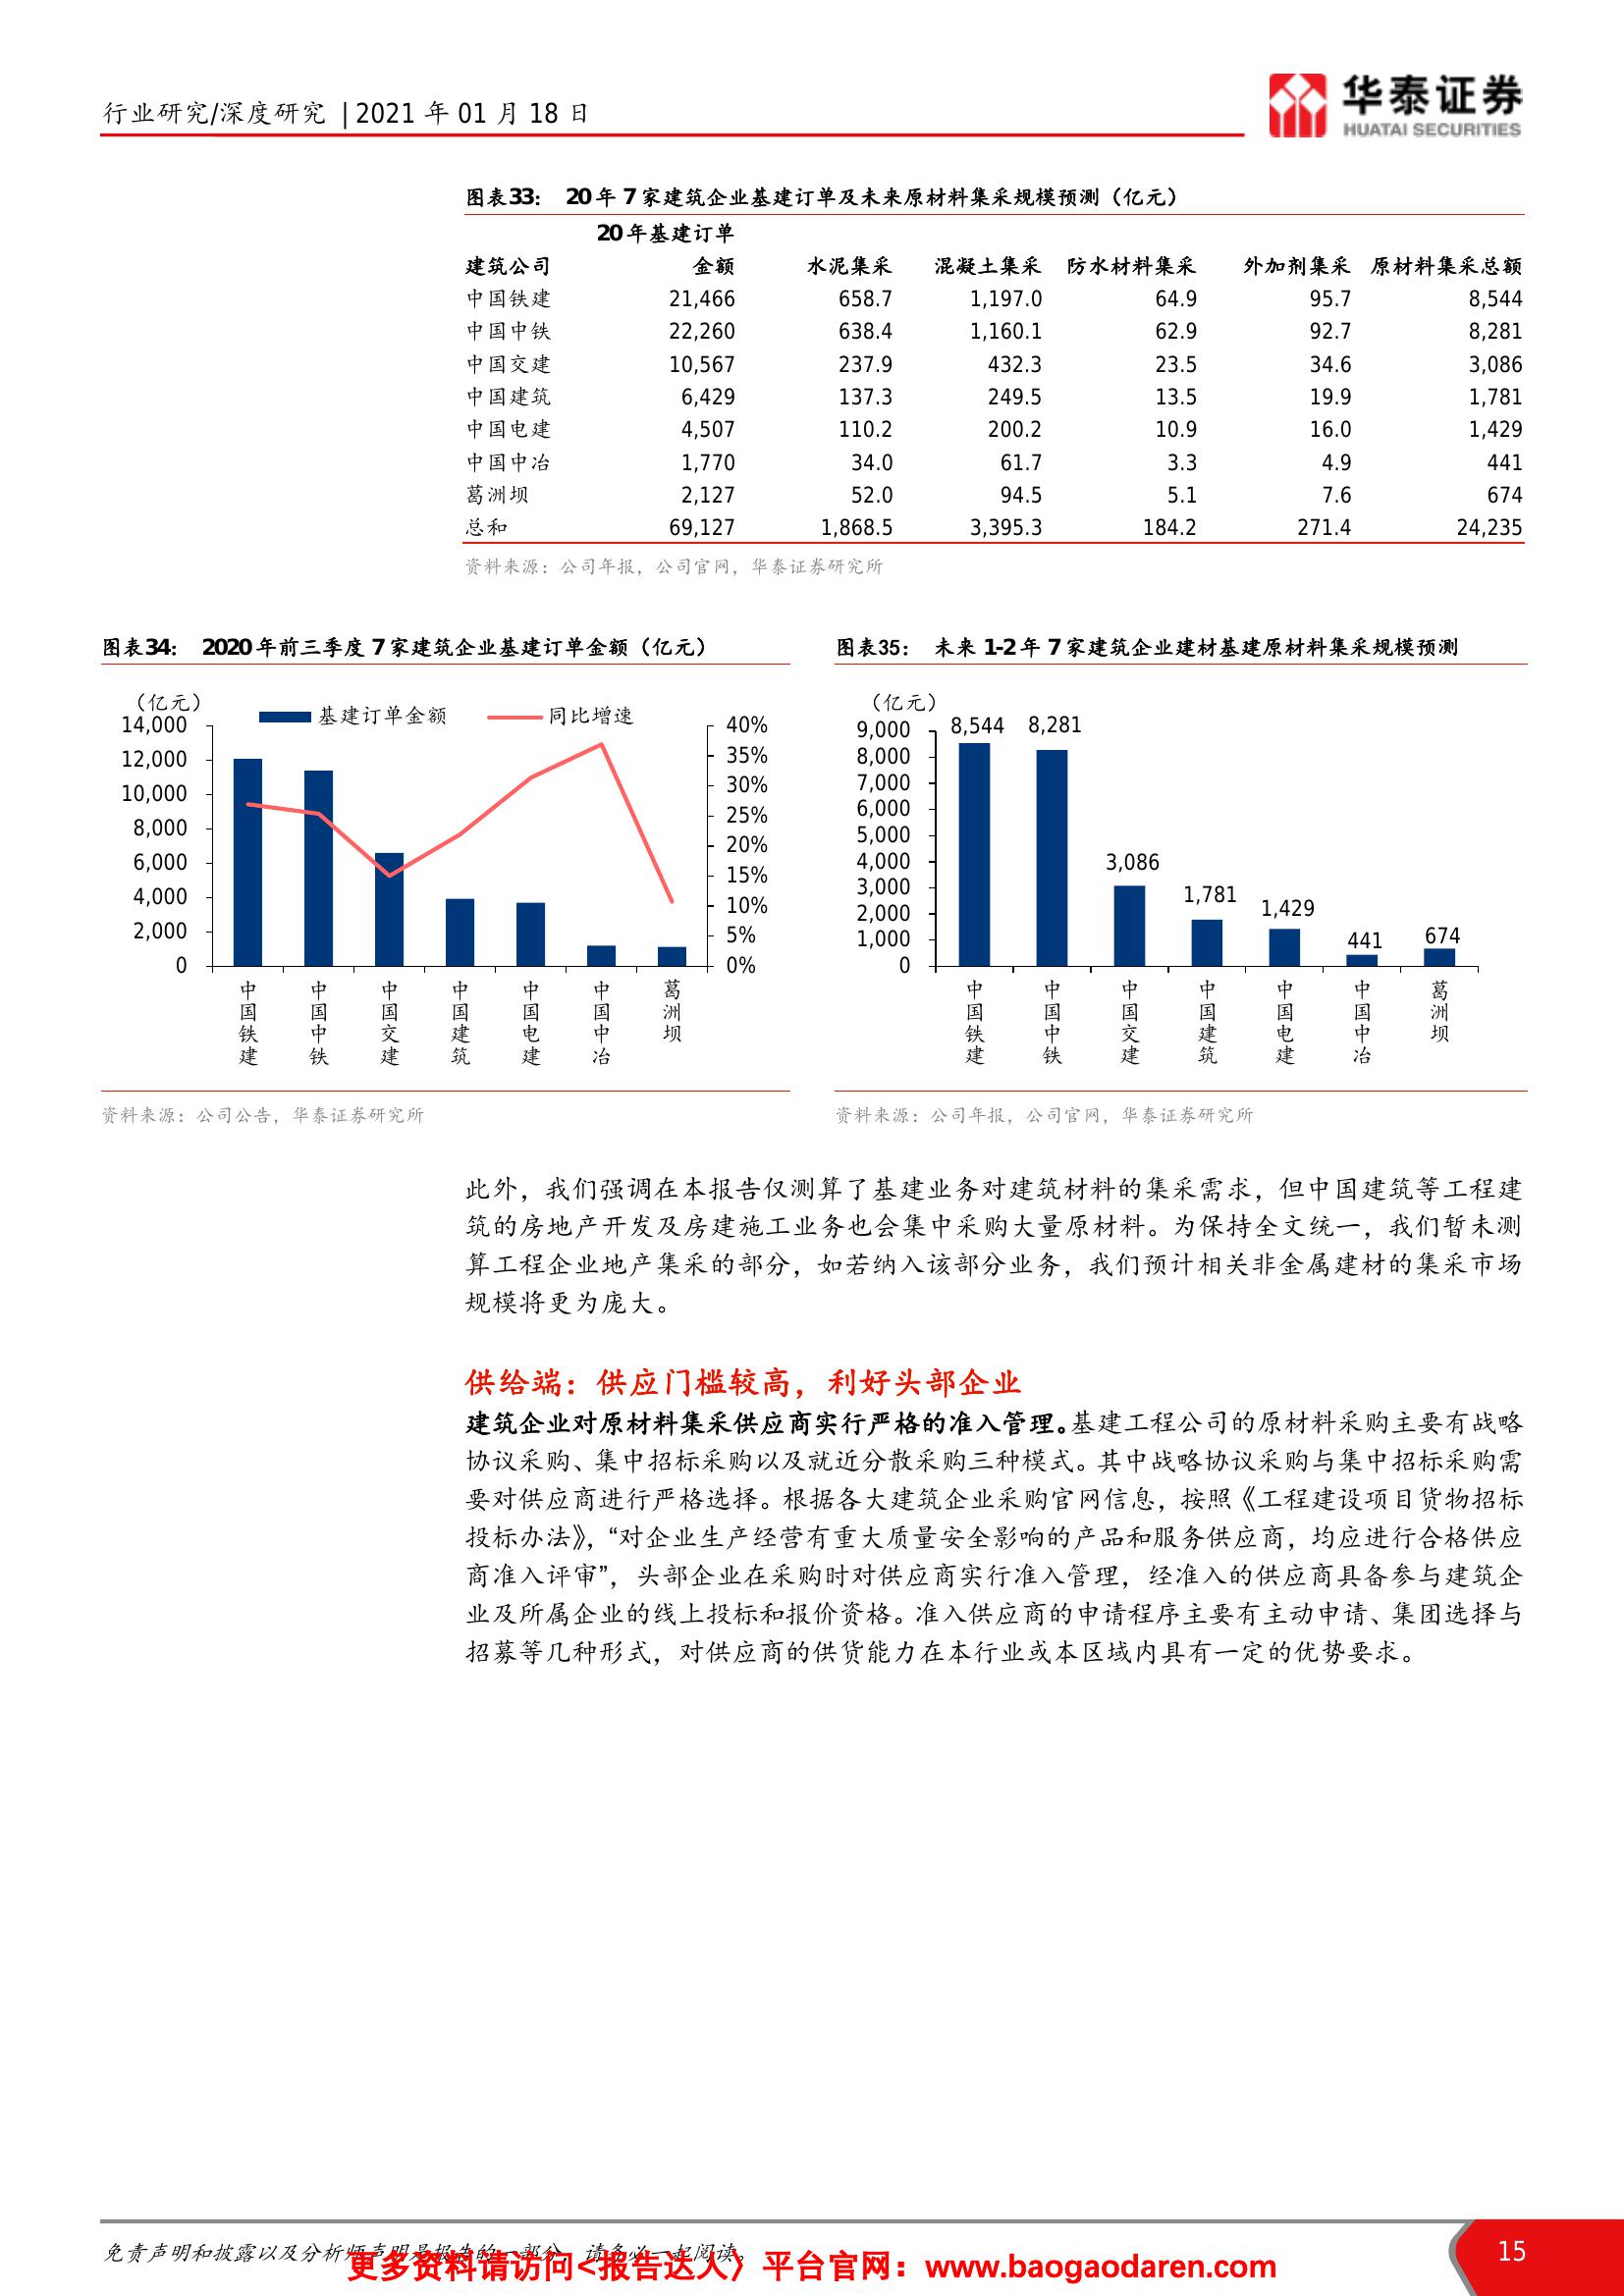 行业研究/深度研究 | 2021 年 01 月 18 日
华泰证券
HUATAI SECURITIES
图表33： 20 年 7 家建筑企业基建订单及未来原材料集采规模预测（亿元）
20 年基建订单
建筑公司 金额 水泥集采 混凝土集采 防水材料集采 外加剂集采 原材料集采总额
中国铁建 21,466 658.7 1,197.0 64.9 95.7 8,544
中国中铁 22,260 638.4 1,160.1 62.9 92.7 8,281
中国交建 10,567 237.9 432.3 23.5 34.6 3,086
中国建筑 6,429 137.3 249.5 13.5 19.9 1,781
中国电建 4,507 110.2 200.2 10.9 16.0 1,429
中国中冶 1,770 34.0 61.7 3.3 4.9 441
葛洲坝 2,127 52.0 94.5 5.1 7.6 674
总和 69,127 1,868.5 3,395.3 184.2 271.4 24,235
资料来源：公司年报，公司官网，华泰证券研究所
图表34： 2020 年前三季度 7 家建筑企业基建订单金额（亿元）
（亿元）
基建订单金额 同比增速
14,000
12,000
10,000
8,000
6,000
4,000
2,000
0
40%
35%
30%
25%
20%
15%
10%
5%
0%
中国铁建
中国中铁
中国交建
中国建筑
中国电建
中国中冶
葛洲坝
资料来源：公司公告，华泰证券研究所
图表35： 未来 1-2 年 7 家建筑企业建材基建原材料集采规模预测
（亿元）
9,000
8,000
7,000
6,000
5,000
4,000
3,000
2,000
1,000
0
8,544
8,281
3,086
1,781
1,429
441
674
中国铁建
中国中铁
中国交建
中国建筑
中国电建
中国中冶
葛洲坝
资料来源：公司年报，公司官网，华泰证券研究所
此外，我们强调在本报告仅测算了基建业务对建筑材料的集采需求，但中国建筑等工程建
筑的房地产开发及房建施工业务也会集中采购大量原材料。为保持全文统一，我们暂未测
算工程企业地产集采的部分，如若纳入该部分业务，我们预计相关非金属建材的集采市场
规模将更为庞大。
供给端：供应门槛较高，利好头部企业
建筑企业对原材料集采供应商实行严格的准入管理。基建工程公司的原材料采购主要有战略
协议采购、集中招标采购以及就近分散采购三种模式。其中战略协议采购与集中招标采购需
要对供应商进行严格选择。根据各大建筑企业采购官网信息，按照《工程建设项目货物招标
投标办法》，“对企业生产经营有重大质量安全影响的产品和服务供应商，均应进行合格供应
商准入评审”，头部企业在采购时对供应商实行准入管理，经准入的供应商具备参与建筑企
业及所属企业的线上投标和报价资格。准入供应商的申请程序主要有主动申请、集团选择与
招募等几种形式，对供应商的供货能力在本行业或本区域内具有一定的优势要求。
免责声明和披露以及分析师声明是报告的一部分，请务必一起阅读。
15
更多资料请访问<报告达人〉平台官网：www.baogaodaren.com